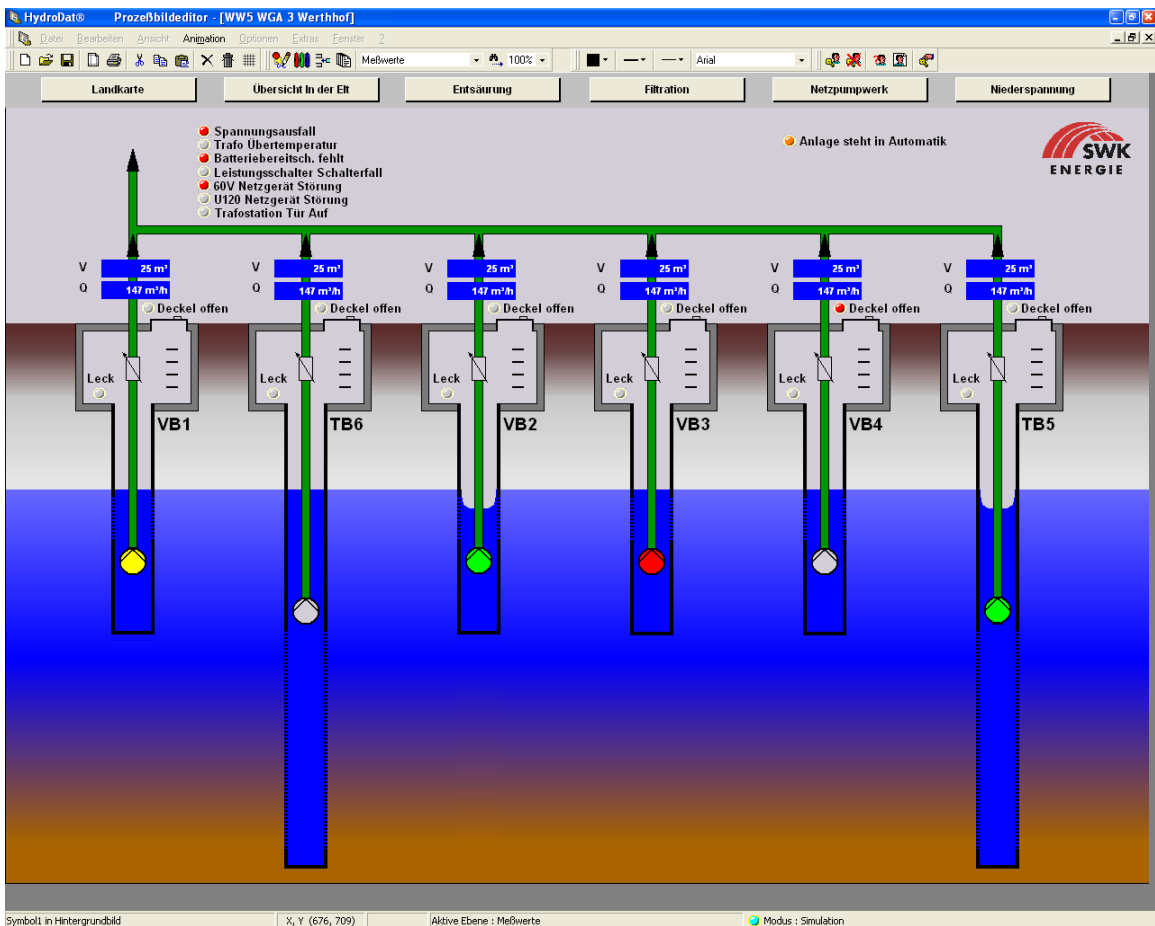 HydroDat® Prozeßbildeditor - [WW5 WGA 3 Werthhof]
Datei Bearbeiten Ansicht Animation Optionen Extras Fenster ?
Meßwerte 100% Arial
Landkarte Übersicht In der Elt Entsäurung Filtration Netzpumpwerk Niederspannung
Spannungsausfall
Trafo Übertemperatur
Batteriebereitsch. fehlt
Leistungsschalter Schalterfall
60V Netzgerät Störung
U120 Netzgerät Störung
Trafostation Tür Auf
Anlage steht in Automatik
SWK
ENERGIE
V 25 m³ V 25 m³ V 25 m³ V 25 m³ V 25 m³ V 25 m³
Q 147 m³/h Q 147 m³/h Q 147 m³/h Q 147 m³/h Q 147 m³/h Q 147 m³/h
Deckel offen Deckel offen Deckel offen Deckel offen Deckel offen Deckel offen
Leck Leck Leck Leck Leck Leck
VB1 TB6 VB2 VB3 VB4 TB5
Symbol1 in Hintergrundbild X, Y (676, 709) Aktive Ebene : Meßwerte Modus : Simulation